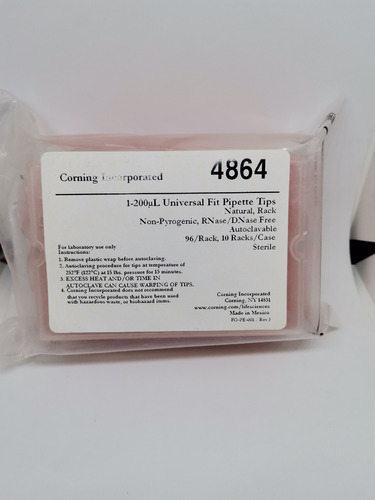 Corning Incorporated 4864
1-200µL Universal Fit Pipette Tips
Natural, Rack
Non-Pyrogenic, RNase/DNase Free
Autoclavable
96/Rack, 10 Racks/Case
Sterile
For laboratory use only
Instructions:
1. Remove plastic wrap before autoclaving.
2. Autoclaving procedure for tips at temperature of
252°F (122°C) at 15 lbs. pressure for 15 minutes.
3. EXCESS HEAT AND/OR TIME IN
AUTOCLAVE CAN CAUSE WARPING OF TIPS.
4. Corning Incorporated does not recommend
that you recycle products that have been used
with hazardous waste, or biohazard items.
Corning Incorporated
Corning, NY 14831
www.corning.com/lifesciences
Made in Mexico